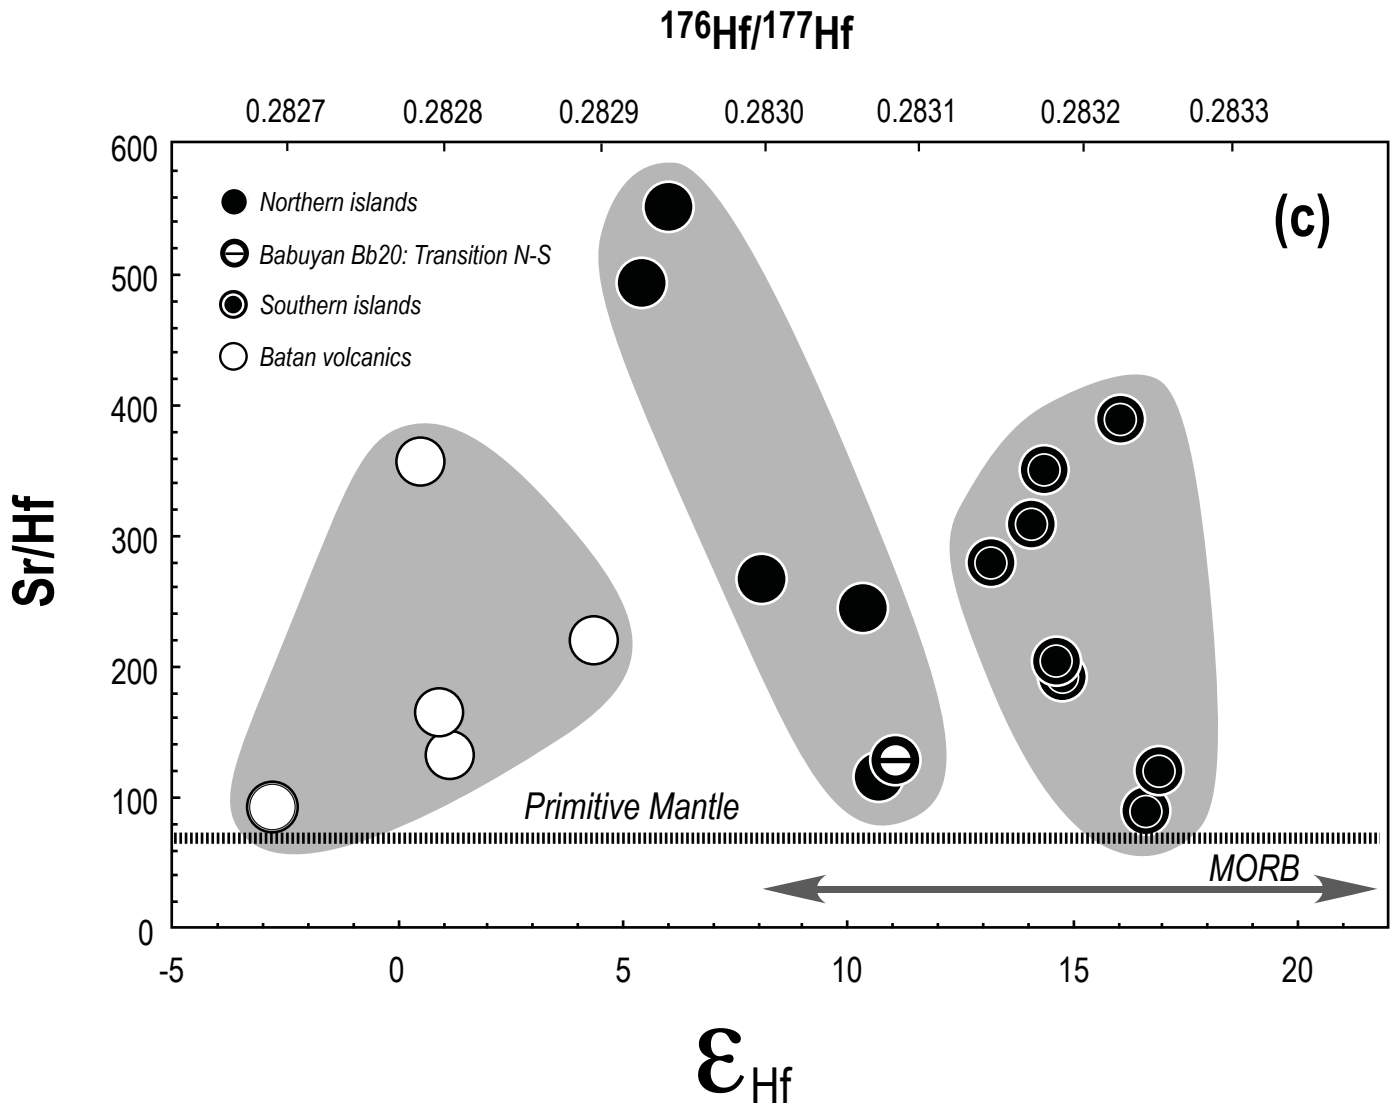 ¹⁷⁶Hf/¹⁷⁷Hf
0.2827 0.2828 0.2829 0.2830 0.2831 0.2832 0.2833
600
500
400
300
200
100
0
Sr/Hf
Northern islands
Babuyan Bb20: Transition N-S
Southern islands
Batan volcanics
(c)
Primitive Mantle
MORB
-5 0 5 10 15 20
εHf